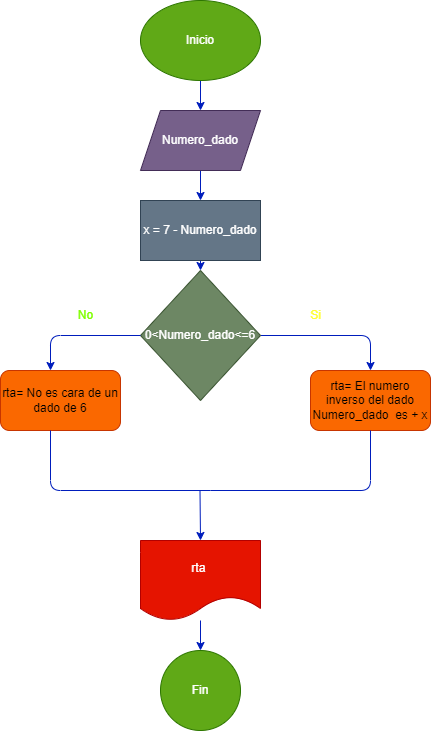 Inicio
Numero_dado
x = 7 - Numero_dado
No
Si
0<Numero_dado<=6
rta= No es cara de un
dado de 6
rta= El numero
inverso del dado
Numero_dado  es + x
rta
Fin